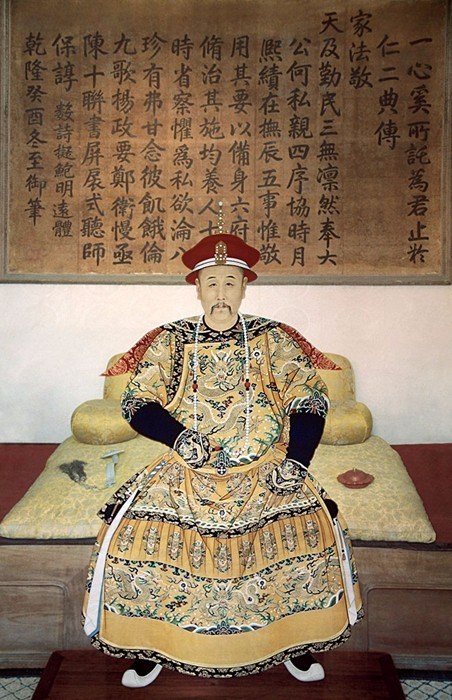 一心奚所託為君止於
仁二典傳
家法敬
天及勤民三無凛然奉大
公何私親四序協時月
熈績在撫辰五事惟敬
用其要以備身六府
脩治其施均養人七
時省察懼為私欲淪八
珍有弗甘念彼飢餓倫
九歌揚政要鄭衛慢亟
陳十聯書屏扆式聽師
保諄 數詩擬鮑明遠體
乾隆癸酉冬至御筆